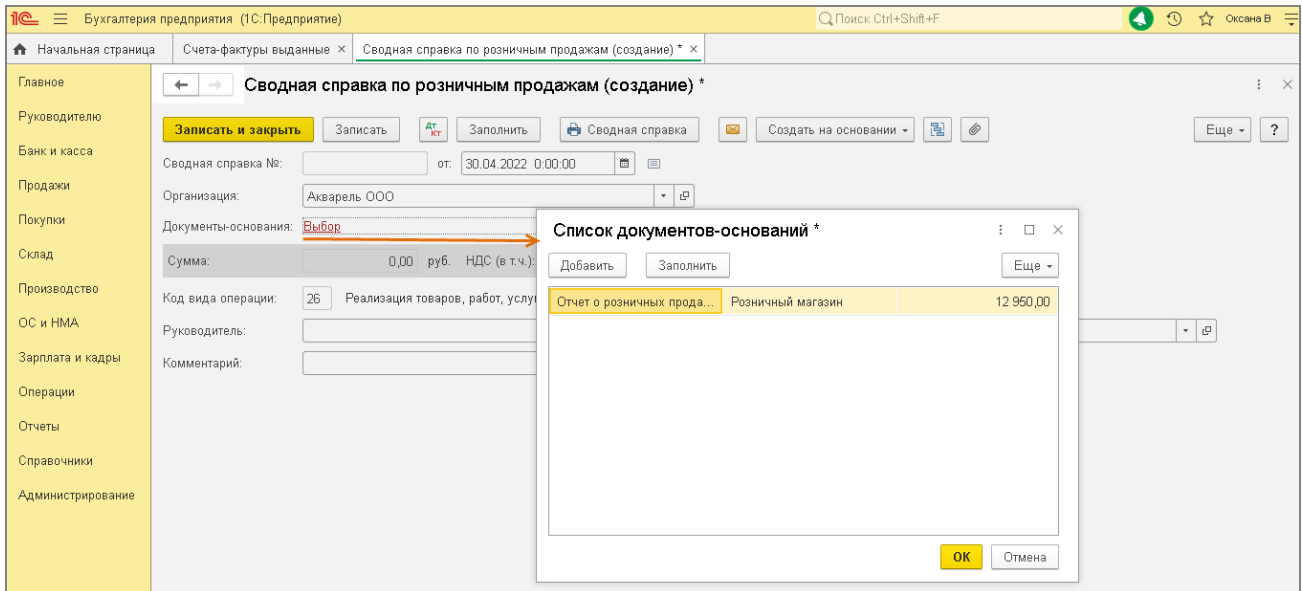 1С Бухгалтерия предприятия (1С:Предприятие) Поиск Ctrl+Shift+F Оксана В
Начальная страница Счета-фактуры выданные × Сводная справка по розничным продажам (создание) * ×
Главное
Руководителю
Банк и касса
Продажи
Покупки
Склад
Производство
ОС и НМА
Зарплата и кадры
Операции
Отчеты
Справочники
Администрирование
Сводная справка по розничным продажам (создание) *
Записать и закрыть Записать Дт Кт Заполнить Сводная справка Создать на основании Еще ?
Сводная справка №: от: 30.04.2022 0:00:00
Организация: Акварель ООО
Документы-основания: Выбор
Сумма: 0,00 руб. НДС (в т.ч.):
Код вида операции: 26 Реализация товаров, работ, услу
Руководитель:
Комментарий:
Список документов-оснований *
Добавить Заполнить Еще
Отчет о розничных прода... Розничный магазин 12 950,00
ОК Отмена